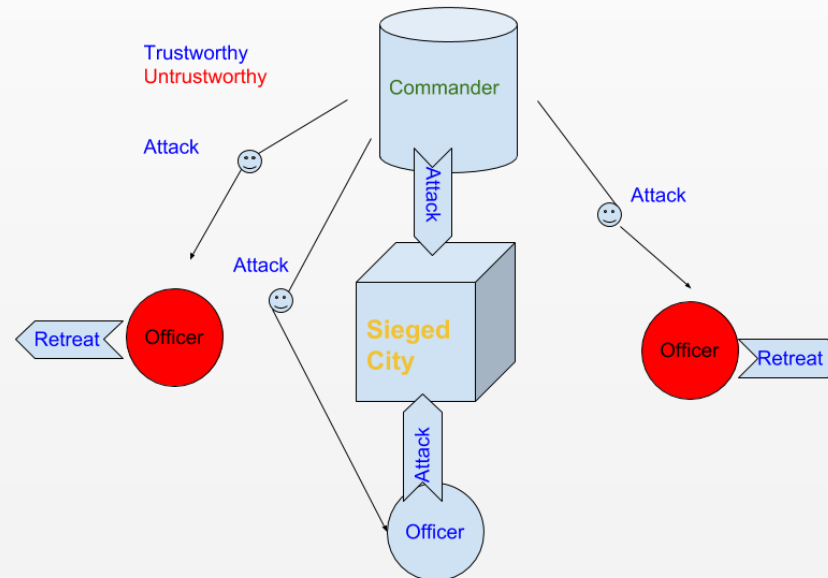 Trustworthy
Untrustworthy
Commander
Attack
Attack
Attack
Attack
Sieged
City
Retreat
Officer
Officer
Retreat
Attack
Officer